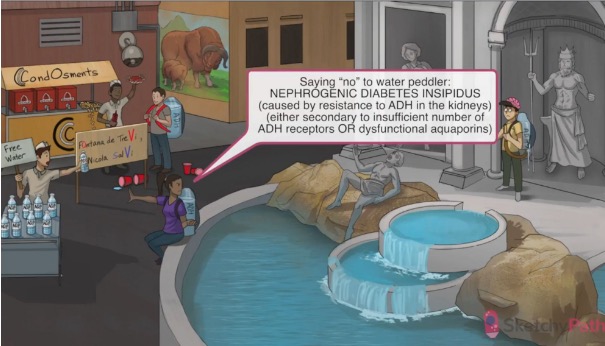 CondOsments
Saying “no” to water peddler:
NEPHROGENIC DIABETES INSIPIDUS
(caused by resistance to ADH in the kidneys)
(either secondary to insufficient number of
ADH receptors OR dysfunctional aquaporins)
Free
Water
Fontana de TreVi
Nicola SalVi
SketchyPath